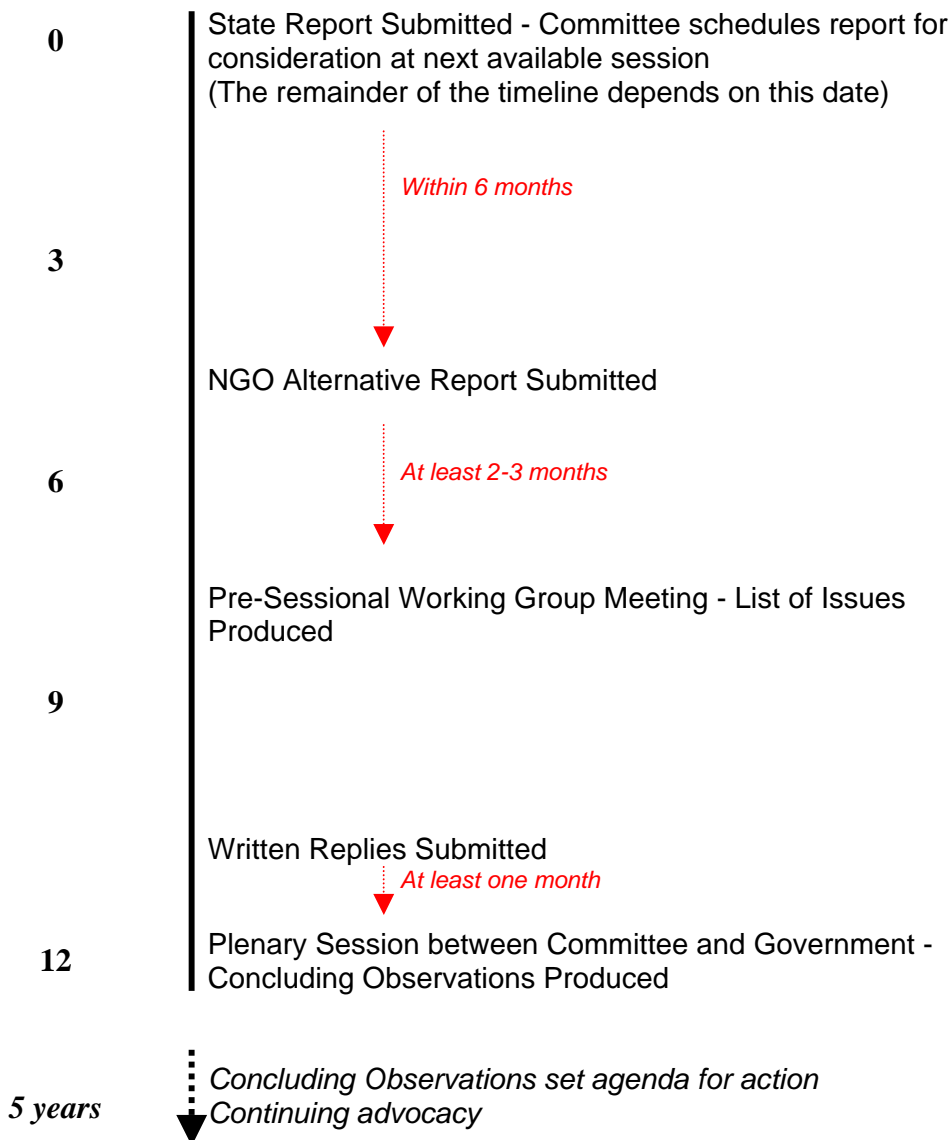 0
State Report Submitted - Committee schedules report for
consideration at next available session
(The remainder of the timeline depends on this date)
Within 6 months
3
NGO Alternative Report Submitted
At least 2-3 months
6
Pre-Sessional Working Group Meeting - List of Issues
Produced
9
Written Replies Submitted
At least one month
12
Plenary Session between Committee and Government -
Concluding Observations Produced
Concluding Observations set agenda for action
5 years
Continuing advocacy